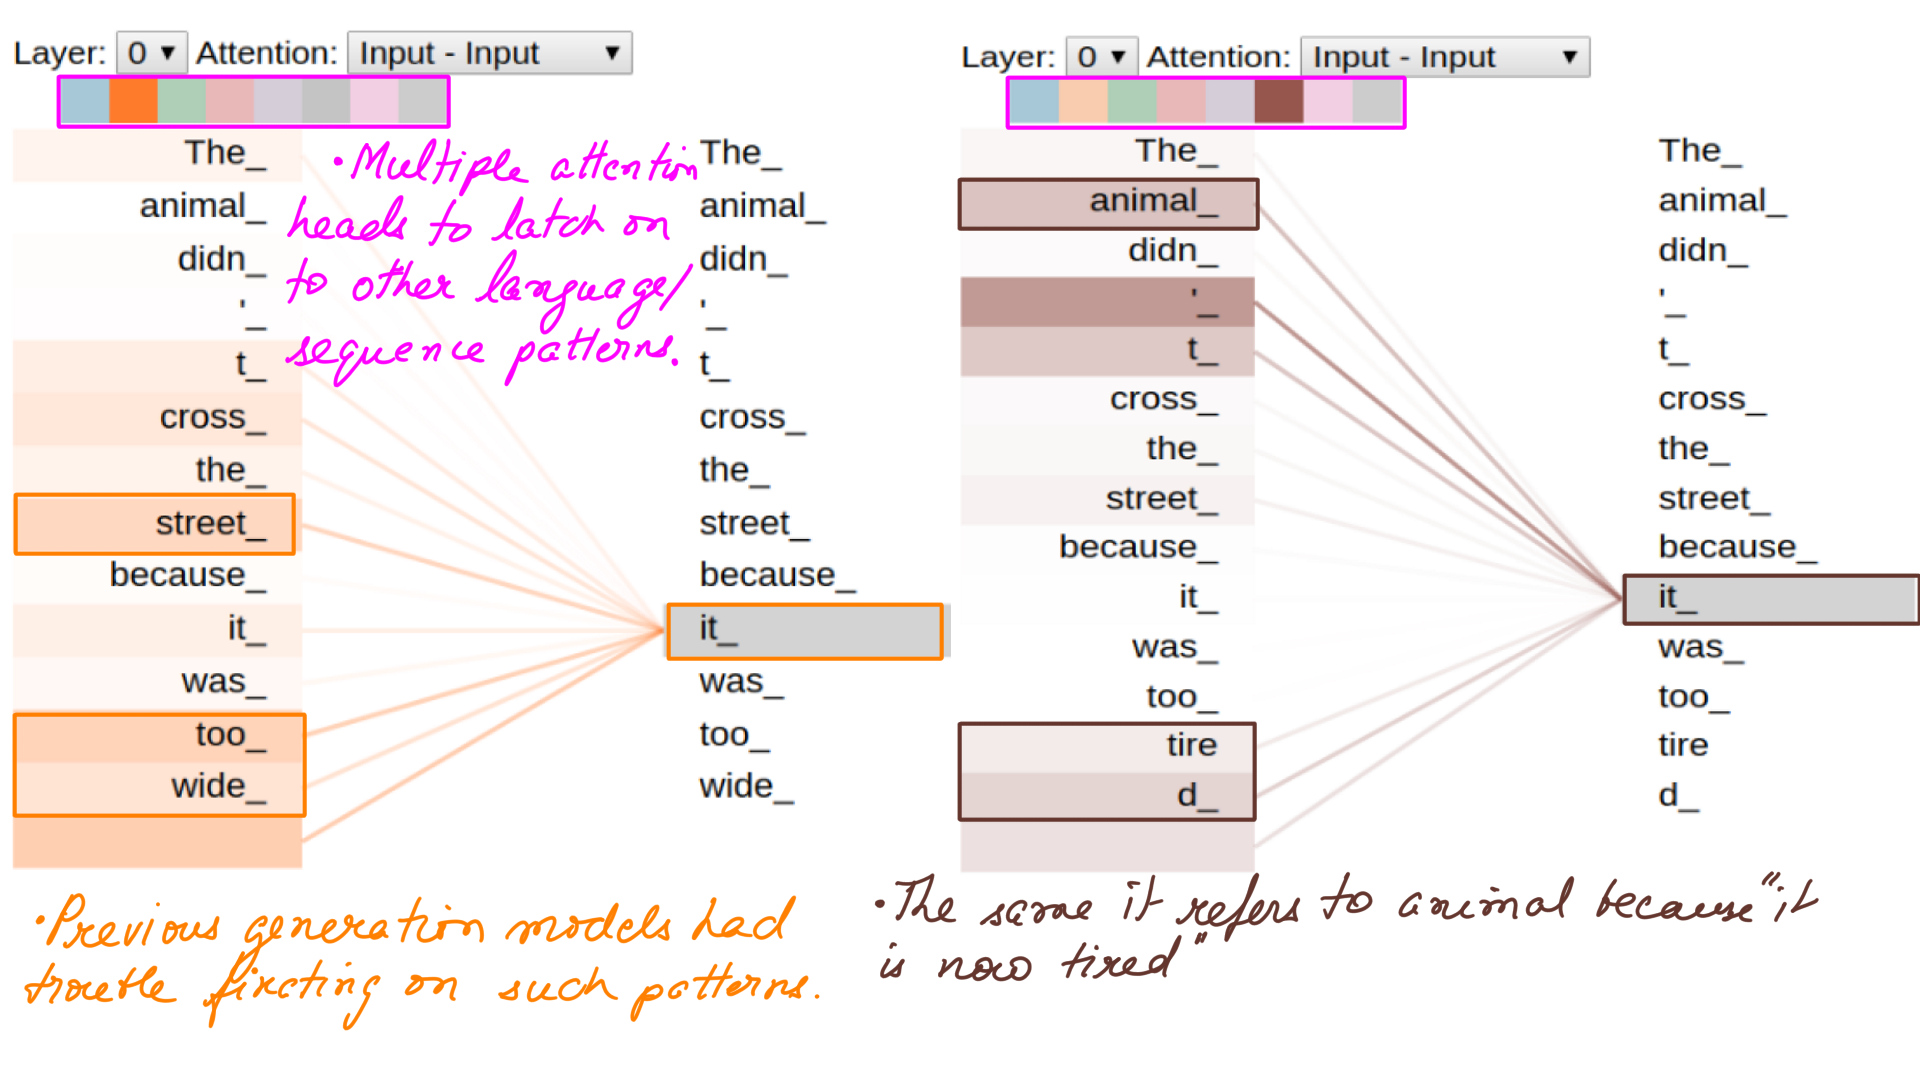 Layer: 0 ▼ Attention: Input - Input ▼
The_ The_
animal_ animal_
didn_ didn_
'_ '_
t_ t_
cross_ cross_
the_ the_
street_ street_
because_ because_
it_ it_
was_ was_
too_ too_
wide_ wide_
• Multiple attention
heads to latch on
to other language/
sequence patterns.
• Previous generation models had
trouble fixating on such patterns.
Layer: 0 ▼ Attention: Input - Input ▼
The_ The_
animal_ animal_
didn_ didn_
'_ '_
t_ t_
cross_ cross_
the_ the_
street_ street_
because_ because_
it_ it_
was_ was_
too_ too_
tire tire
d_ d_
• The same it refers to animal because "it
is now tired"